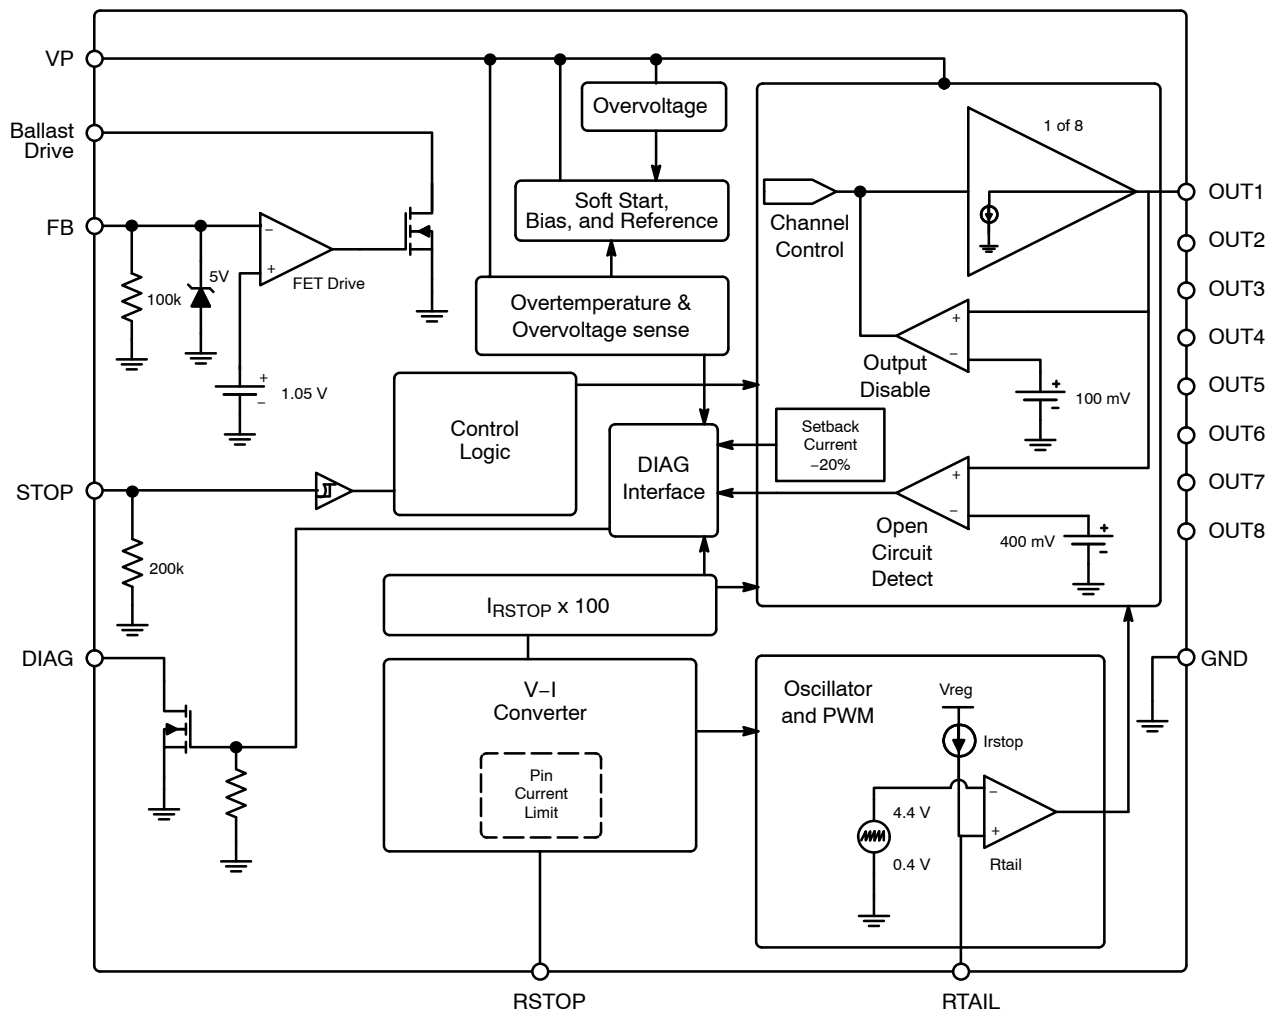 VP
Overvoltage
1 of 8
Ballast
Drive
Soft Start,
Bias, and Reference
Channel
Control
OUT1
FB
−
+
FET Drive
5V
100k
OUT2
OUT3
OUT4
OUT5
OUT6
OUT7
OUT8
Overtemperature &
Overvoltage sense
+
−
Output
Disable
+
−
100 mV
+
−
1.05 V
Control
Logic
Setback
Current
−20%
DIAG
Interface
+
−
Open
Circuit
Detect
400 mV
+
−
STOP
200k
IRSTOP x 100
DIAG
GND
V−I
Converter
Pin
Current
Limit
Oscillator
and PWM
Vreg
Irstop
4.4 V
0.4 V
−
+
Rtail
RSTOP
RTAIL